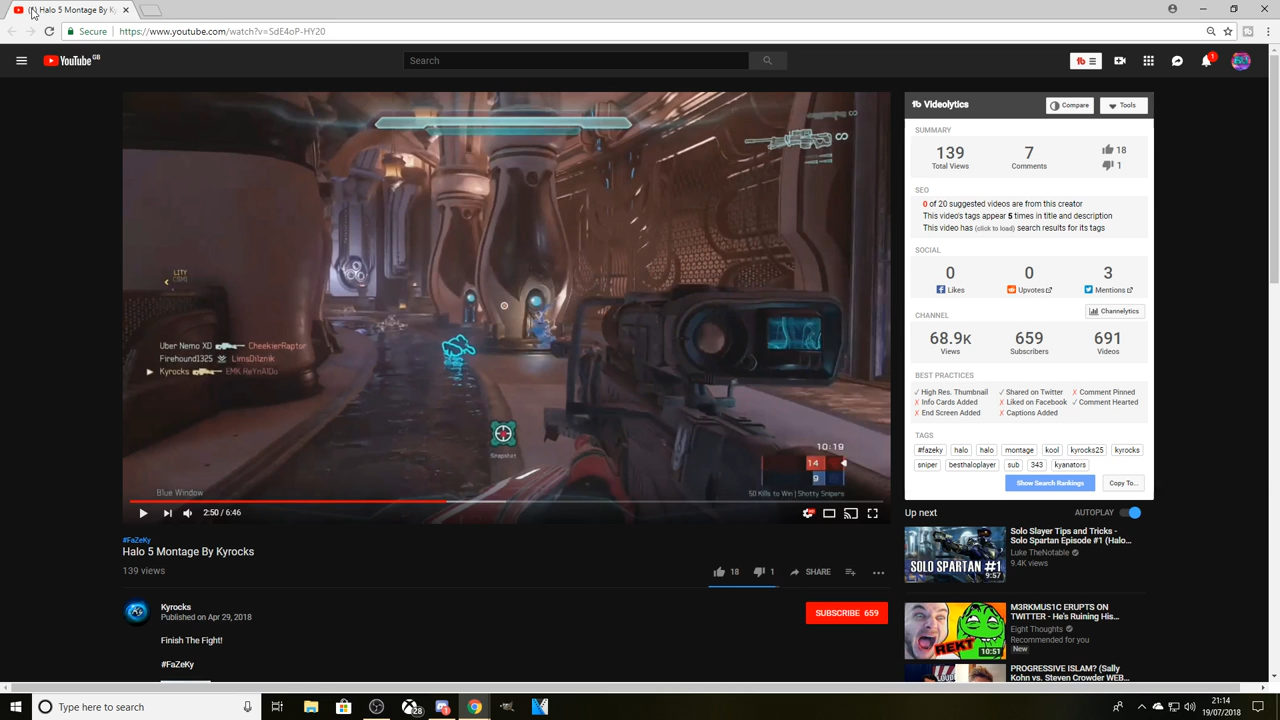 Halo 5 Montage By K
Secure
https://www.youtube.com/watch?v=SdE4oP-HY20
YouTube GB
Search
tb
1
LITY
Uber Nemo XD CheekierRaptor
Firehound1325 LimsDilznik
Kyrocks EMK ReYnA1Du
Snapshot
10:19
14
9
50 Kills to Win | Shotty Snipers
Blue Window
2:50 / 6:46
#FaZeKy
Halo 5 Montage By Kyrocks
139 views
18
1
SHARE
Kyrocks
Published on Apr 29, 2018
SUBSCRIBE 659
Finish The Fight!
#FaZeKy
tb Videolytics
Compare
Tools
SUMMARY
139 7 18
Total Views Comments 1
SEO
0 of 20 suggested videos are from this creator
This video's tags appear 5 times in title and description
This video has (click to load) search results for its tags
SOCIAL
0 0 3
Likes Upvotes Mentions
CHANNEL
Channelytics
68.9K 659 691
Views Subscribers Videos
BEST PRACTICES
✓ High Res. Thumbnail ✓ Shared on Twitter ✗ Comment Pinned
✗ Info Cards Added ✗ Liked on Facebook ✓ Comment Hearted
✗ End Screen Added ✗ Captions Added
TAGS
#fazeky halo halo montage kool kyrocks25 kyrocks
sniper besthaloplayer sub 343 kyanators
Show Search Rankings
Copy To...
Up next
AUTOPLAY
Solo Slayer Tips and Tricks -
Solo Spartan Episode #1 (Halo...
Luke TheNotable
9.4K views
SOLO SPARTAN #1
9:57
M3RKMUS1C ERUPTS ON
TWITTER - He's Ruining His...
Eight Thoughts
Recommended for you
New
REKT
10:51
PROGRESSIVE ISLAM? (Sally
Kohn vs. Steven Crowder WEB...
Type here to search
28
1
21:14
19/07/2018